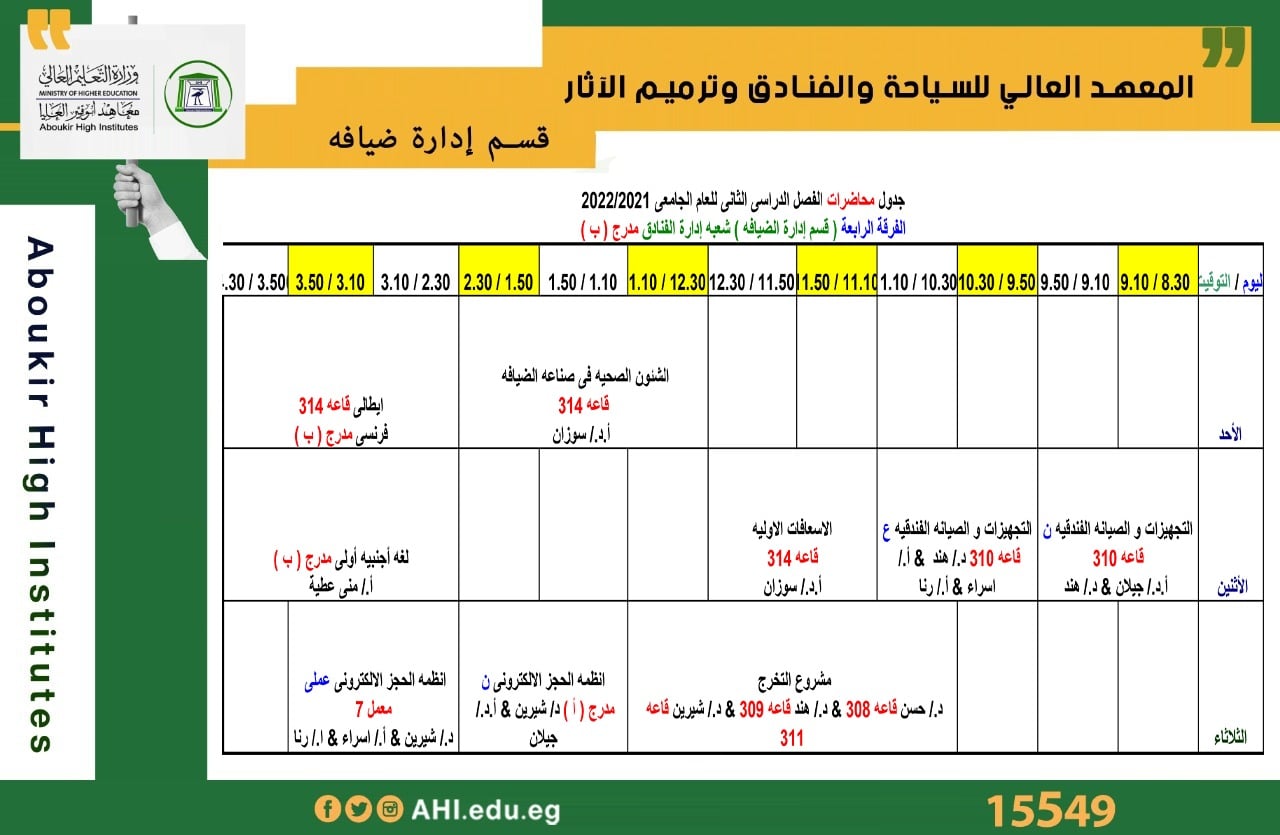 وزارة التعليم العالي
MINISTRY OF HIGHER EDUCATION
معاهد أبوقير العليا
Aboukir High Institutes
المعهد العالي للسياحة والفنادق وترميم الآثار
قسم إدارة ضيافه
جدول محاضرات الفصل الدراسى الثانى للعام الجامعى 2022/2021
الفرقة الرابعة ( قسم إدارة الضيافه ) شعبه إدارة الفنادق مدرج ( ب )
ليوم / التوقيت
9.10 / 8.30
9.50 / 9.10
10.30 / 9.50
1.10 / 10.30
1.50 / 11.10
12.30 / 11.50
1.10 / 12.30
1.50 / 1.10
2.30 / 1.50
3.10 / 2.30
3.50 / 3.10
.30 / 3.50
الأحد
الشئون الصحيه فى صناعه الضيافه
قاعه 314
أ.د./ سوزان
ايطالى قاعه 314
فرنسى مدرج ( ب )
الأثنين
التجهيزات و الصيانه الفندقيه ن
قاعه 310
أ.د./ جيلان & د./ هند
التجهيزات و الصيانه الفندقيه ع
قاعه 310 د./ هند & أ./
اسراء & أ./ رنا
الاسعافات الاوليه
قاعه 314
أ.د./ سوزان
لغه أجنبيه أولى مدرج ( ب )
أ./ منى عطية
الثلاثاء
مشروع التخرج
د./ حسن قاعه 308 & د./ هند قاعه 309 & د./ شيرين قاعه
311
انظمه الحجز الالكترونى ن
مدرج ( أ ) د/ شيرين & أ.د./
جيلان
انظمه الحجز الالكترونى عملى
معمل 7
د./ شيرين & أ./ اسراء & ا./ رنا
Aboukir High Institutes
AHI.edu.eg
15549